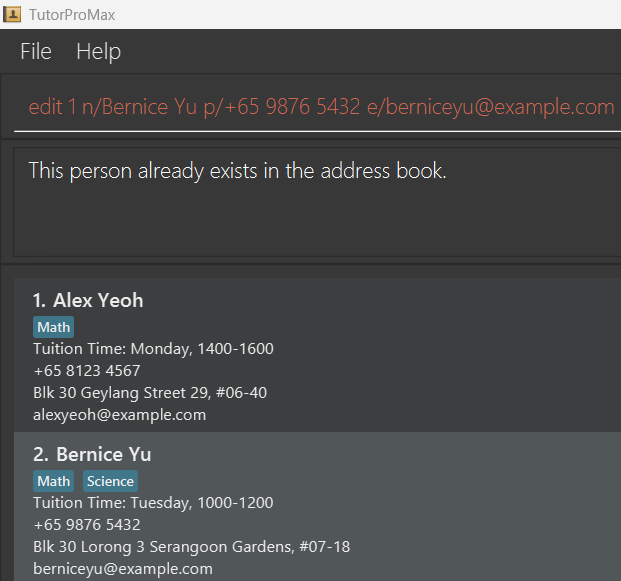 TutorProMax
File Help
edit 1 n/Bernice Yu p/+65 9876 5432 e/berniceyu@example.com
This person already exists in the address book.
1. Alex Yeoh
Math
Tuition Time: Monday, 1400-1600
+65 8123 4567
Blk 30 Geylang Street 29, #06-40
alexyeoh@example.com
2. Bernice Yu
Math Science
Tuition Time: Tuesday, 1000-1200
+65 9876 5432
Blk 30 Lorong 3 Serangoon Gardens, #07-18
berniceyu@example.com